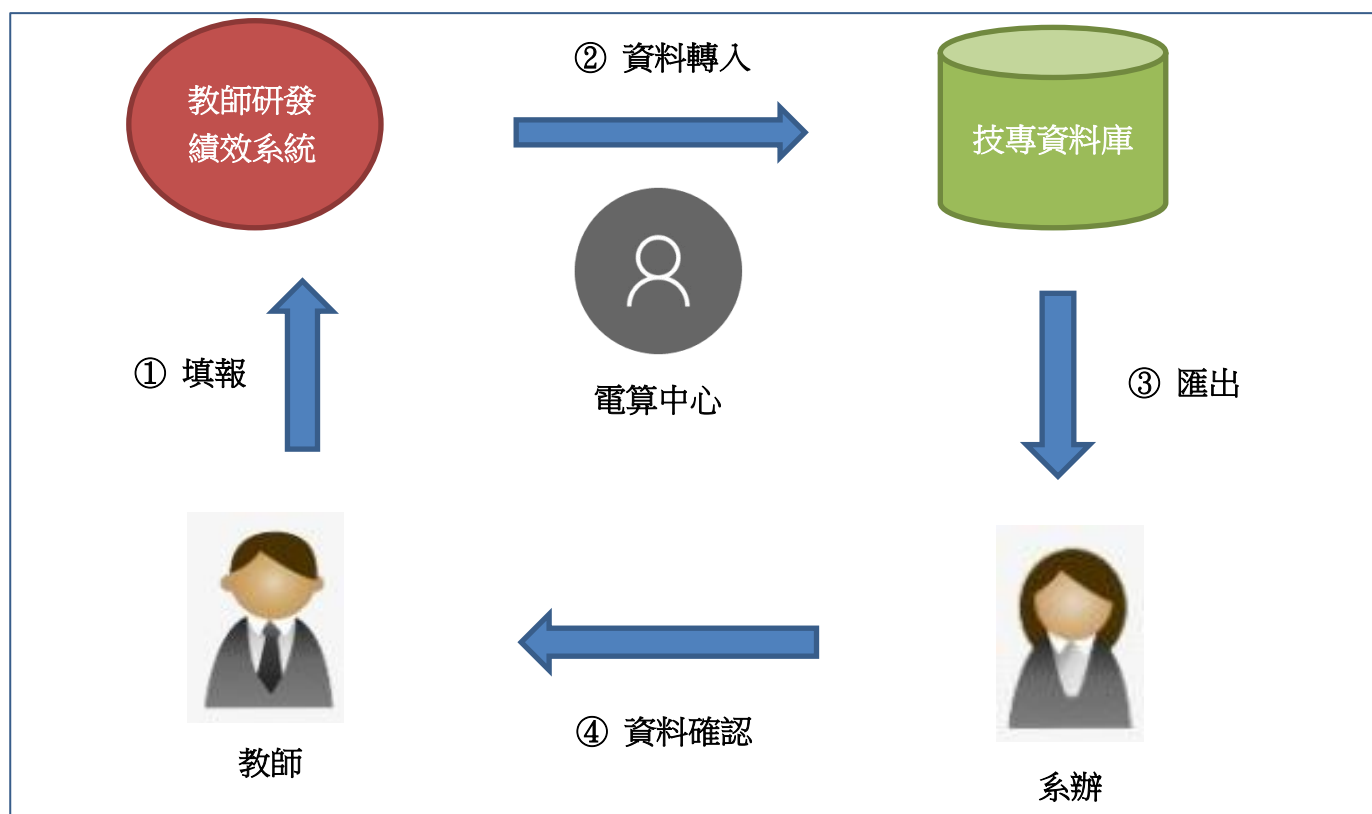 教師研發
績效系統
② 資料轉入
技專資料庫
① 填報
電算中心
③ 匯出
教師
④ 資料確認
系辦